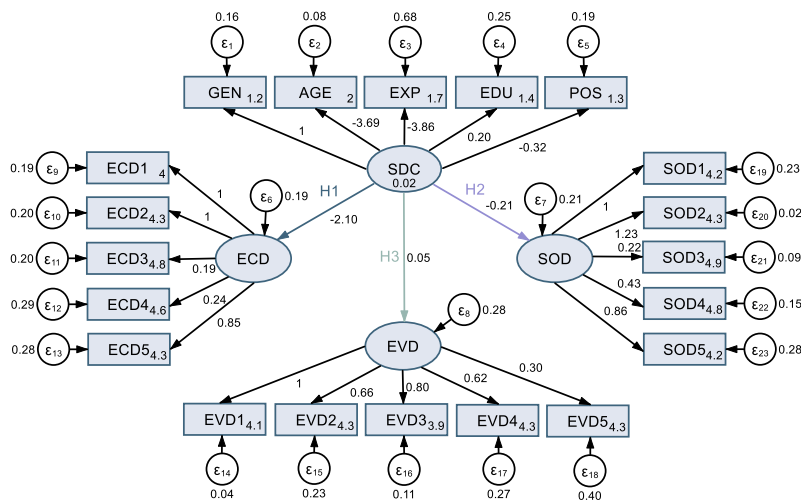 0.16 0.08 0.68 0.25 0.19
ε1 ε2 ε3 ε4 ε5
GEN 1.2 AGE 2 EXP 1.7 EDU 1.4 POS 1.3
1 -3.69 -3.86 0.20 -0.32
SDC
0.02
H1 H2
-2.10 -0.21
H3 0.05
0.19 ε9 ECD1 4
0.20 ε10 ECD2 4.3
0.20 ε11 ECD3 4.8
0.29 ε12 ECD4 4.6
0.28 ε13 ECD5 4.3
1
1
0.19
0.24
0.85
ε6 0.19
ECD
ε7 0.21
SOD
1
1.23
0.22
0.43
0.86
SOD1 4.2 ε19 0.23
SOD2 4.3 ε20 0.02
SOD3 4.9 ε21 0.09
SOD4 4.8 ε22 0.15
SOD5 4.2 ε23 0.28
ε8 0.28
EVD
1 0.66 0.80 0.62 0.30
EVD1 4.1 EVD2 4.3 EVD3 3.9 EVD4 4.3 EVD5 4.3
ε14 ε15 ε16 ε17 ε18
0.04 0.23 0.11 0.27 0.40